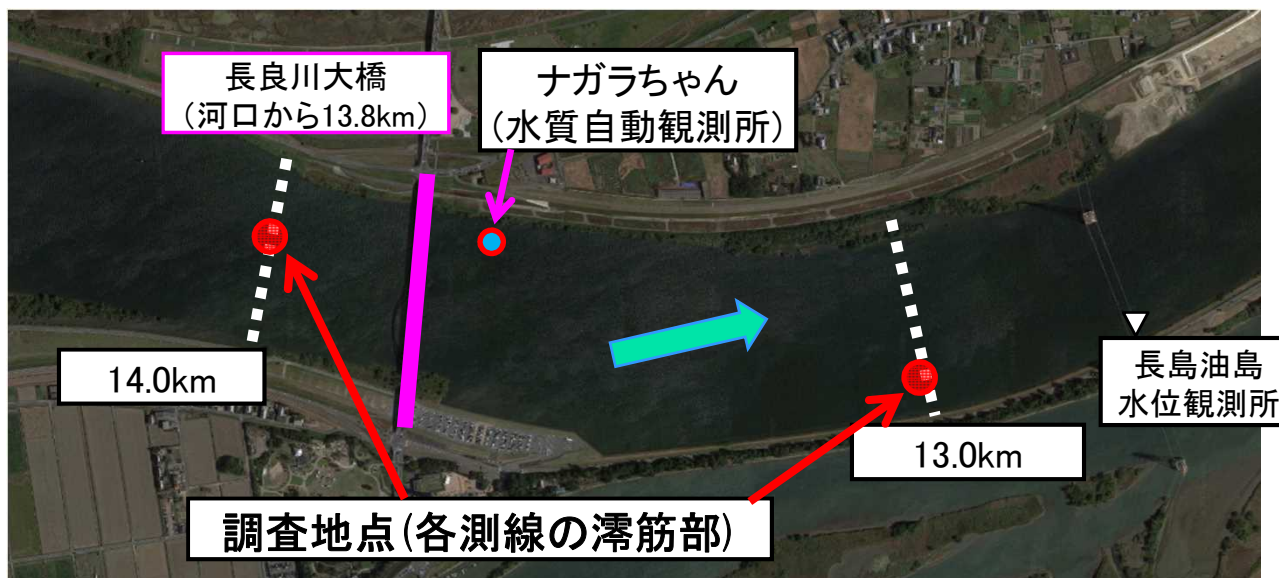 長良川大橋
(河口から13.8km)
ナガラちゃん
(水質自動観測所)
14.0km
13.0km
長島油島
水位観測所
調査地点(各測線の澪筋部)